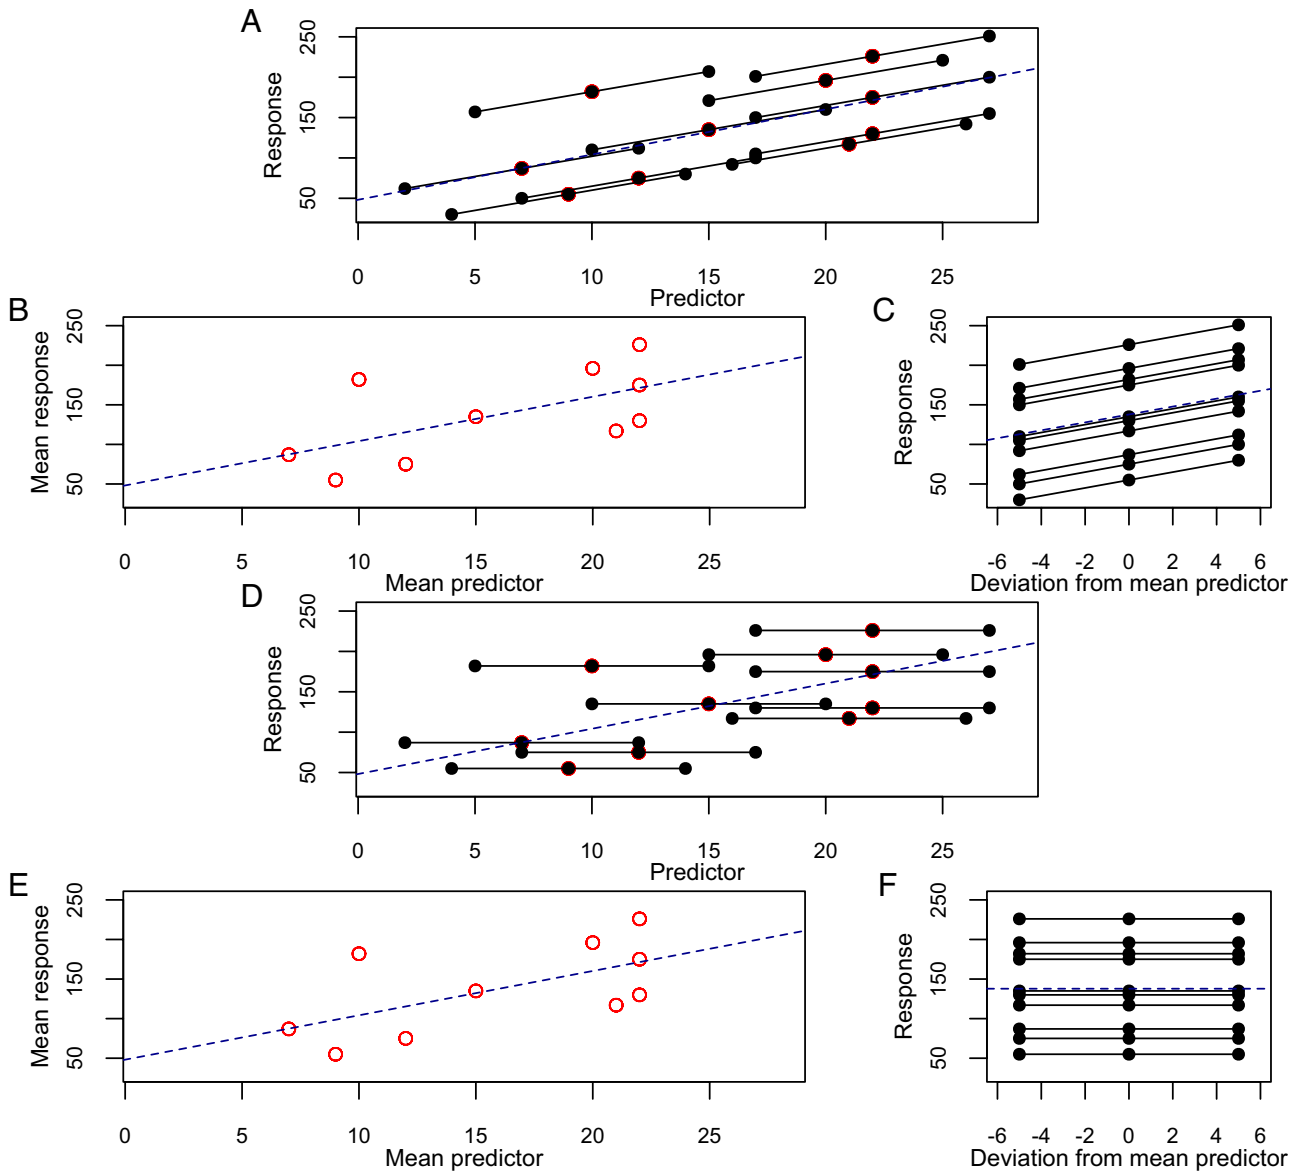 A
Response
50 150 250
0 5 10 15 20 25
Predictor
B
Mean response
50 150 250
0 5 10 15 20 25
Mean predictor
C
Response
50 150 250
-6 -4 -2 0 2 4 6
Deviation from mean predictor
D
Response
50 150 250
0 5 10 15 20 25
Predictor
E
Mean response
50 150 250
0 5 10 15 20 25
Mean predictor
F
Response
50 150 250
-6 -4 -2 0 2 4 6
Deviation from mean predictor